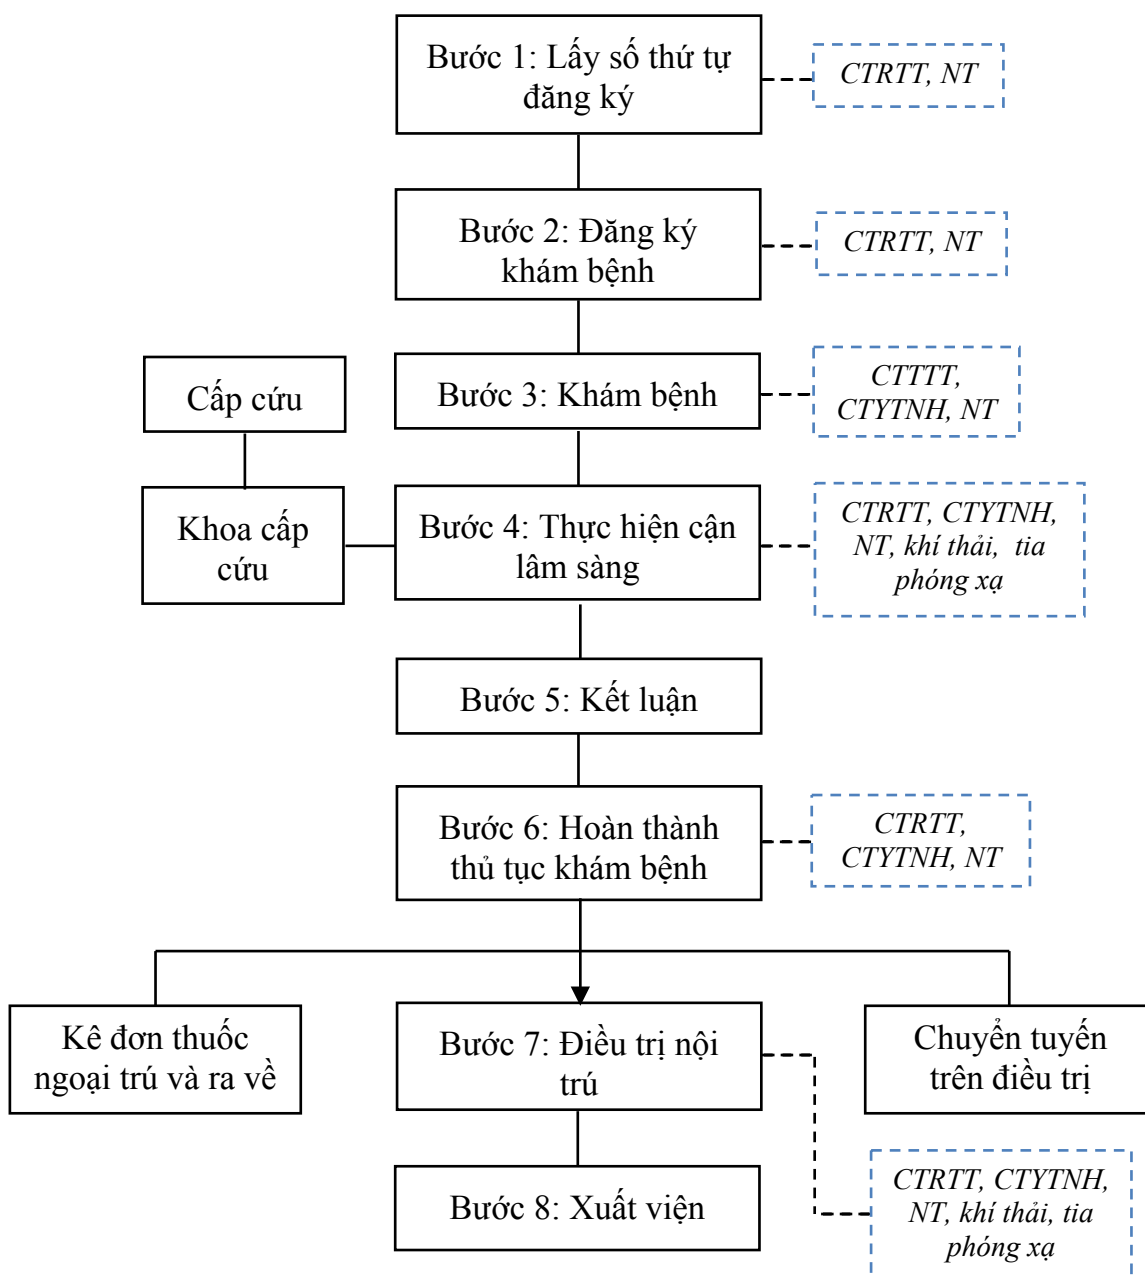 Bước 1: Lấy số thứ tự
đăng ký
CTRTT, NT
Bước 2: Đăng ký
khám bệnh
CTRTT, NT
Cấp cứu
Bước 3: Khám bệnh
CTTTT,
CTYTNH, NT
Khoa cấp
cứu
Bước 4: Thực hiện cận
lâm sàng
CTRTT, CTYTNH,
NT, khí thải, tia
phóng xạ
Bước 5: Kết luận
Bước 6: Hoàn thành
thủ tục khám bệnh
CTRTT,
CTYTNH, NT
Kê đơn thuốc
ngoại trú và ra về
Bước 7: Điều trị nội
trú
Chuyển tuyến
trên điều trị
Bước 8: Xuất viện
CTRTT, CTYTNH,
NT, khí thải, tia
phóng xạ